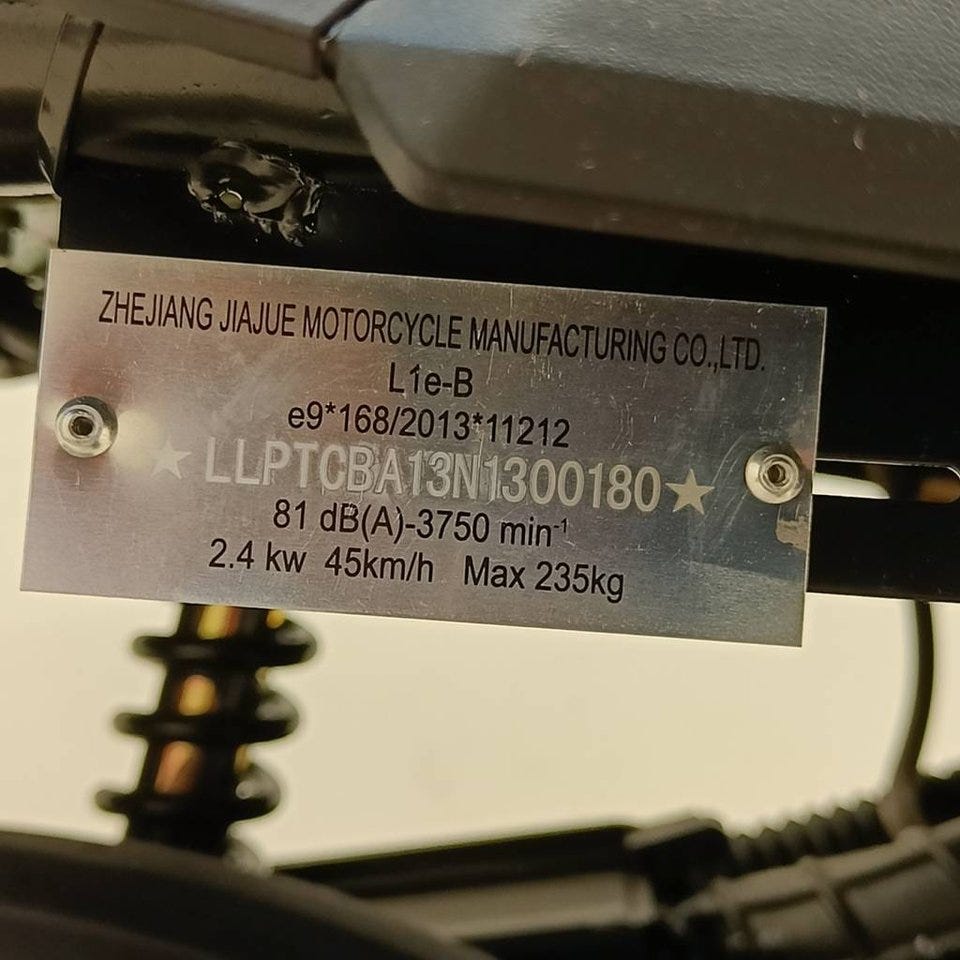 ZHEJIANG JIAJUE MOTORCYCLE MANUFACTURING CO.,LTD.
L1e-B
e9*168/2013*11212
★ LLPTCBA13N1300180 ★
81 dB(A)-3750 min⁻¹
2.4 kw 45km/h Max 235kg